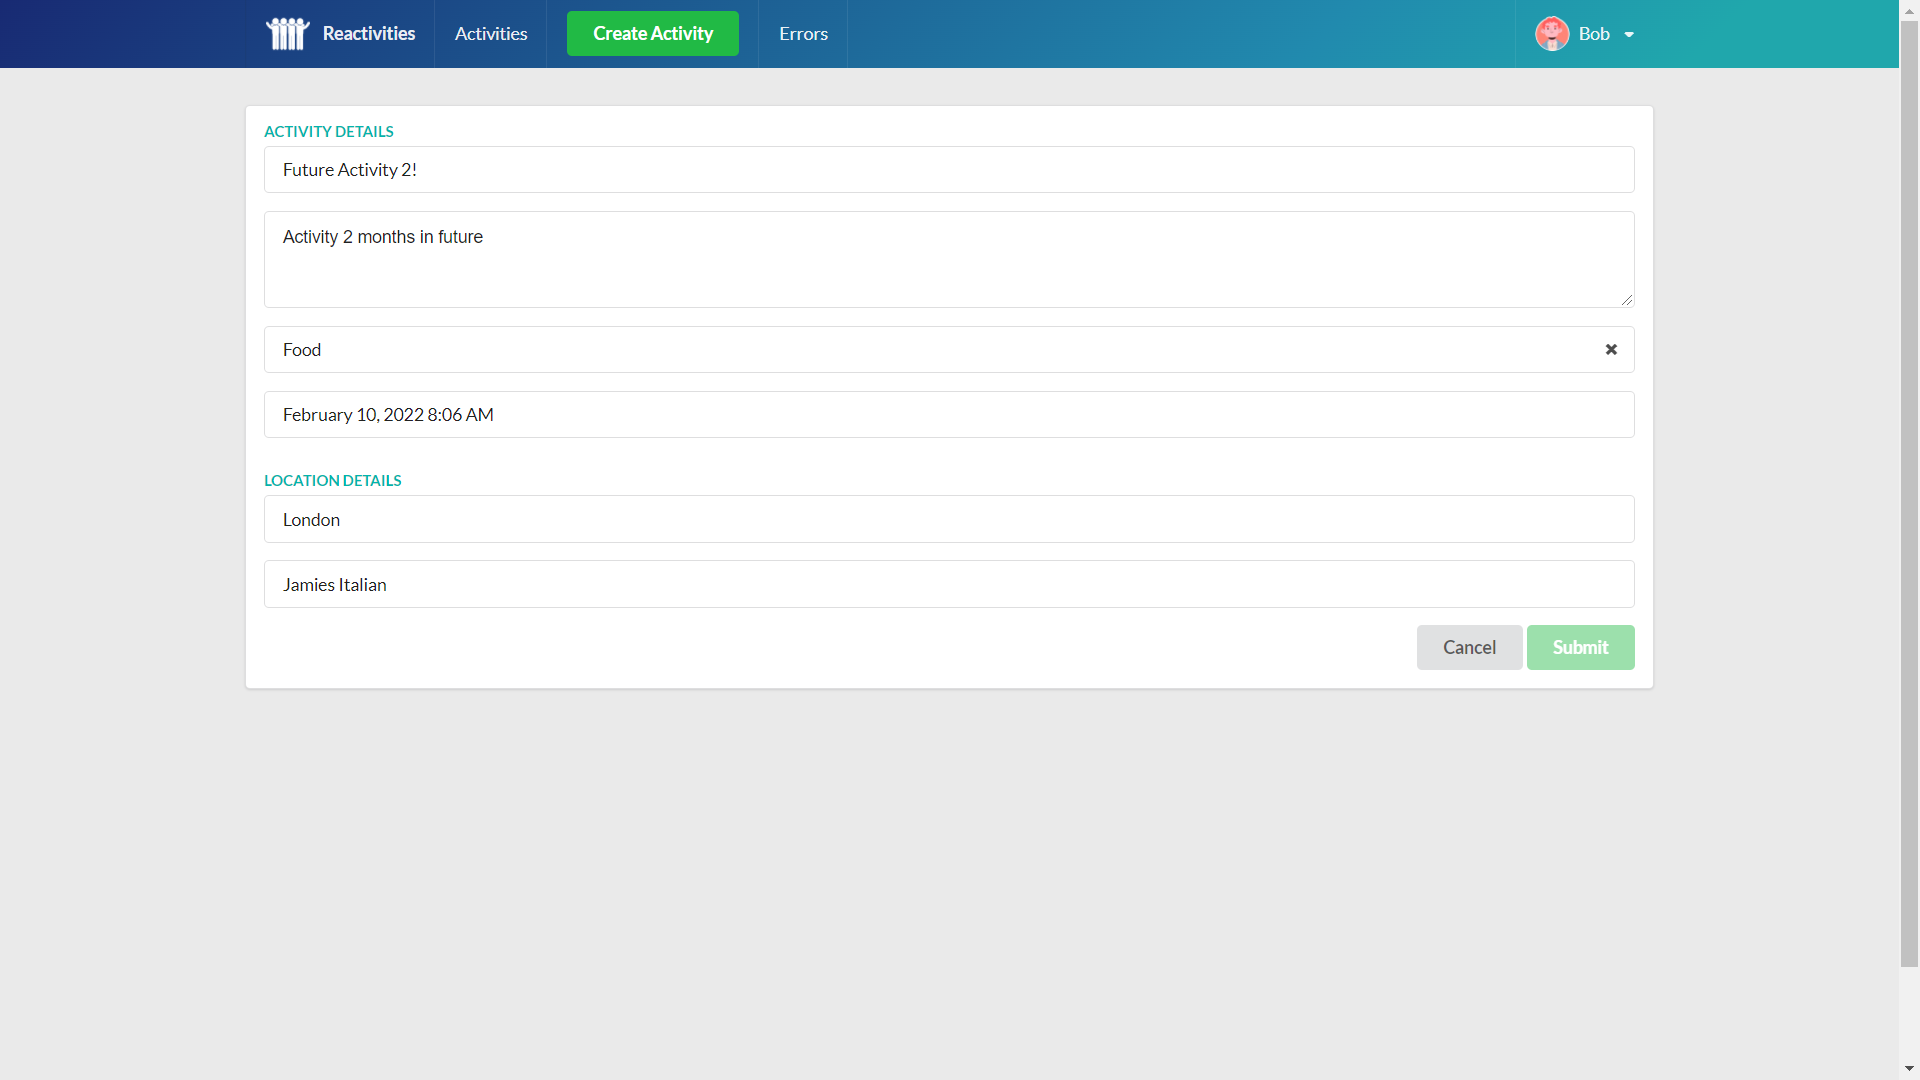 Reactivities
Activities
Create Activity
Errors
Bob
ACTIVITY DETAILS
Future Activity 2!
Activity 2 months in future
Food
February 10, 2022 8:06 AM
LOCATION DETAILS
London
Jamies Italian
Cancel
Submit